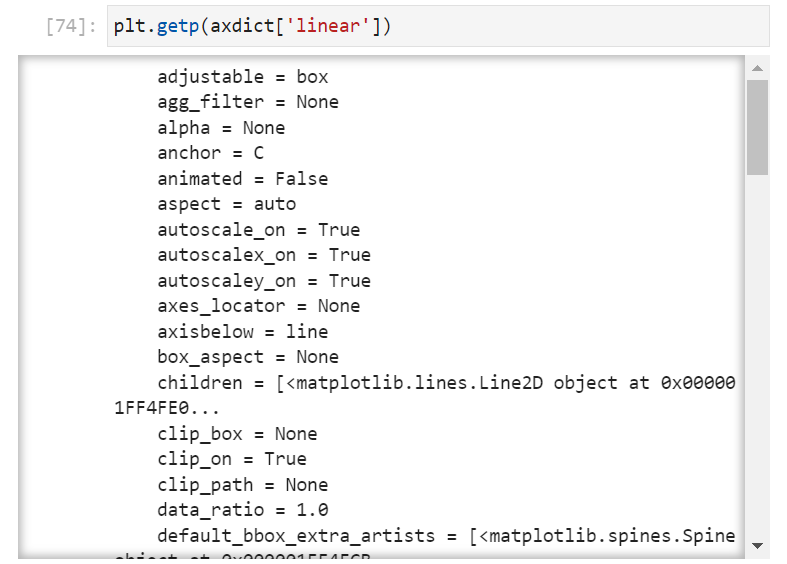 [74]: plt.getp(axdict['linear'])
adjustable = box
agg_filter = None
alpha = None
anchor = C
animated = False
aspect = auto
autoscale_on = True
autoscalex_on = True
autoscaley_on = True
axes_locator = None
axisbelow = line
box_aspect = None
children = [<matplotlib.lines.Line2D object at 0x00000
1FF4FE0...
clip_box = None
clip_on = True
clip_path = None
data_ratio = 1.0
default_bbox_extra_artists = [<matplotlib.spines.Spine
object at